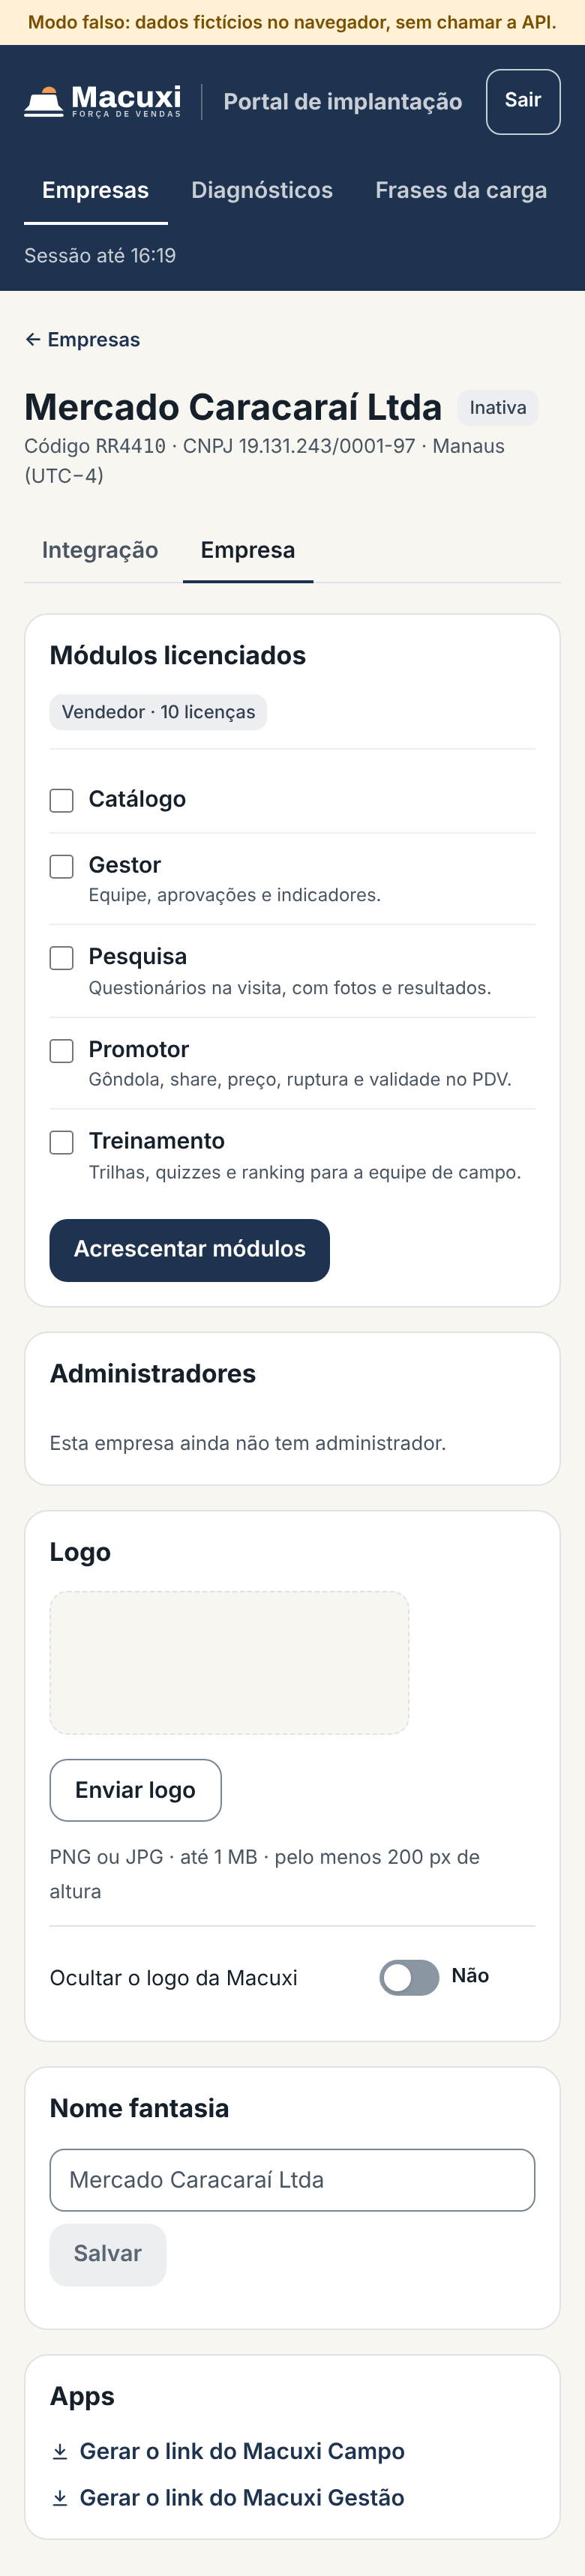 Modo falso: dados fictícios no navegador, sem chamar a API.
Macuxi
FORÇA DE VENDAS
Portal de implantação
Sair
Empresas
Diagnósticos
Frases da carga
Sessão até 16:19
← Empresas
Mercado Caracaraí Ltda
Inativa
Código RR4410 · CNPJ 19.131.243/0001-97 · Manaus
(UTC−4)
Integração
Empresa
Módulos licenciados
Vendedor · 10 licenças
Catálogo
Gestor
Equipe, aprovações e indicadores.
Pesquisa
Questionários na visita, com fotos e resultados.
Promotor
Gôndola, share, preço, ruptura e validade no PDV.
Treinamento
Trilhas, quizzes e ranking para a equipe de campo.
Acrescentar módulos
Administradores
Esta empresa ainda não tem administrador.
Logo
Enviar logo
PNG ou JPG · até 1 MB · pelo menos 200 px de
altura
Ocultar o logo da Macuxi
Não
Nome fantasia
Mercado Caracaraí Ltda
Salvar
Apps
Gerar o link do Macuxi Campo
Gerar o link do Macuxi Gestão